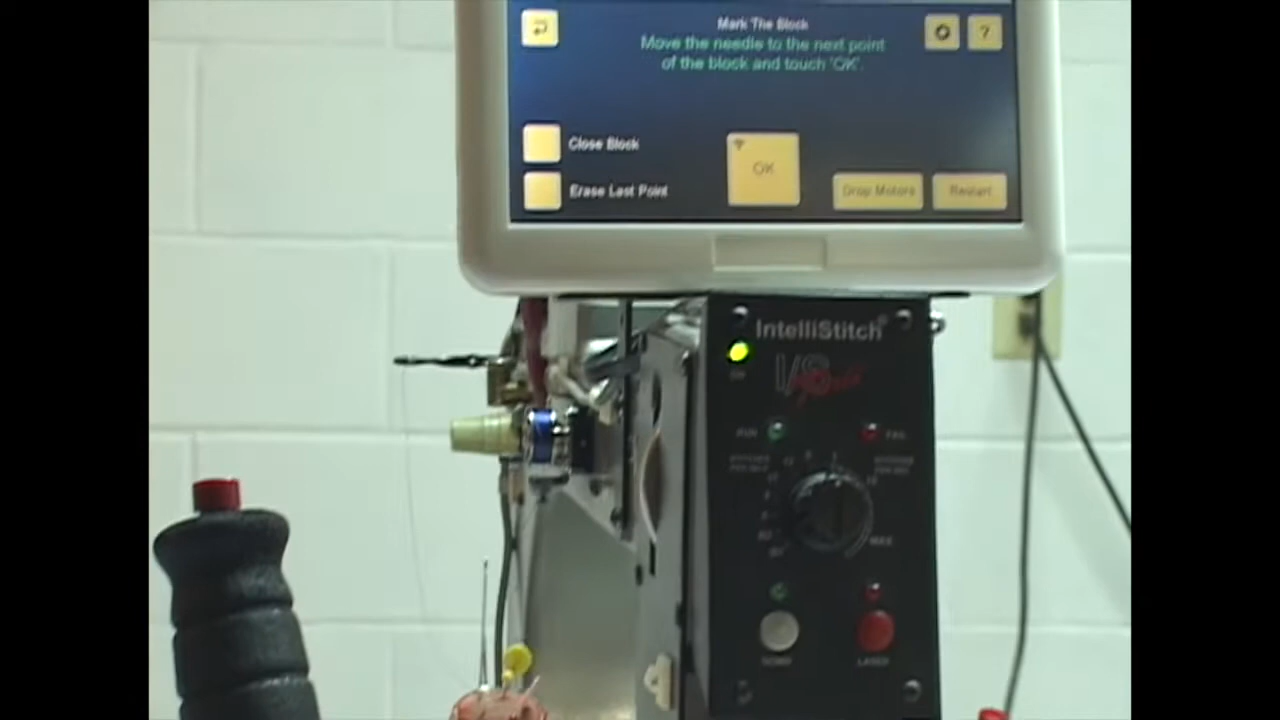 Mark The Block
Move the needle to the next point
of the block and touch 'OK'.
?
Close Block
OK
Erase Last Point
Drop Motors
Restart
IntelliStitch®
I/S
RUN
FAIL
MAX
LASER